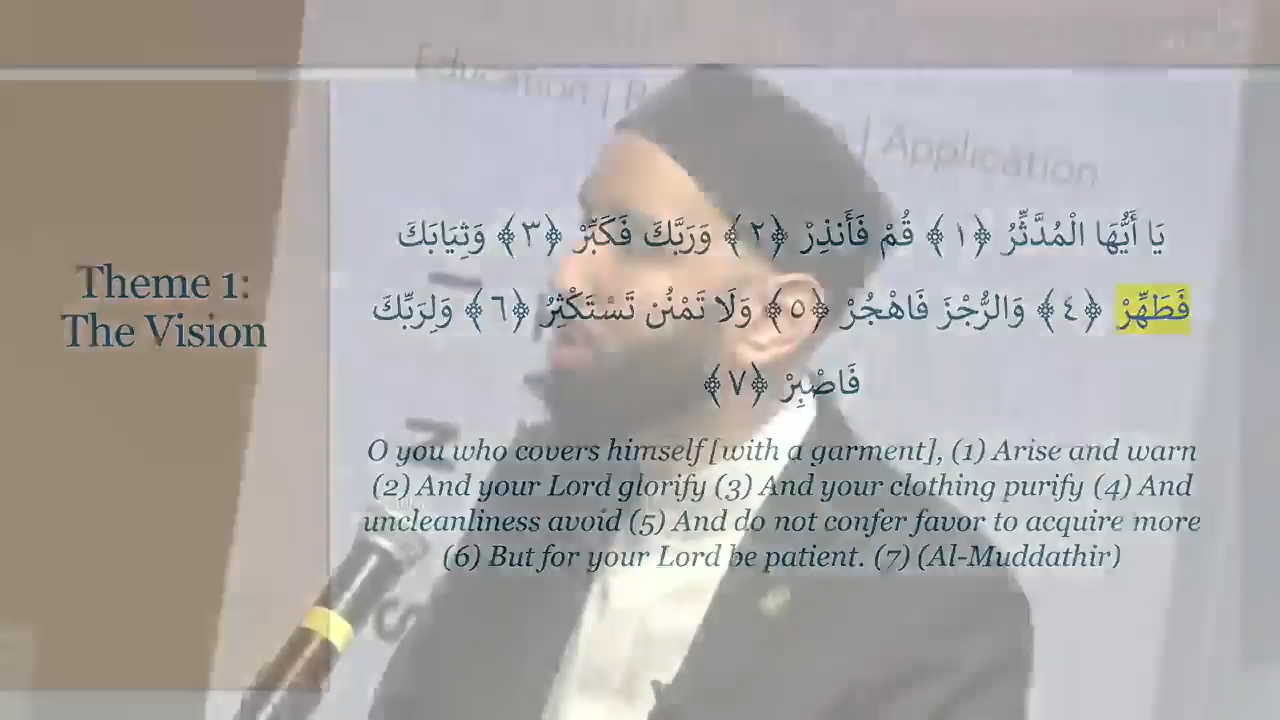 Education | R | Application
Theme 1:
The Vision
يَا أَيُّهَا الْمُدَّثِّرُ ﴿١﴾ قُمْ فَأَنذِرْ ﴿٢﴾ وَرَبَّكَ فَكَبِّرْ ﴿٣﴾ وَثِيَابَكَ
فَطَهِّرْ ﴿٤﴾ وَالرُّجْزَ فَاهْجُرْ ﴿٥﴾ وَلَا تَمْنُن تَسْتَكْثِرُ ﴿٦﴾ وَلِرَبِّكَ
فَاصْبِرْ ﴿٧﴾
O you who covers himself [with a garment], (1) Arise and warn
(2) And your Lord glorify (3) And your clothing purify (4) And
uncleanliness avoid (5) And do not confer favor to acquire more
(6) But for your Lord be patient. (7) (Al-Muddathir)